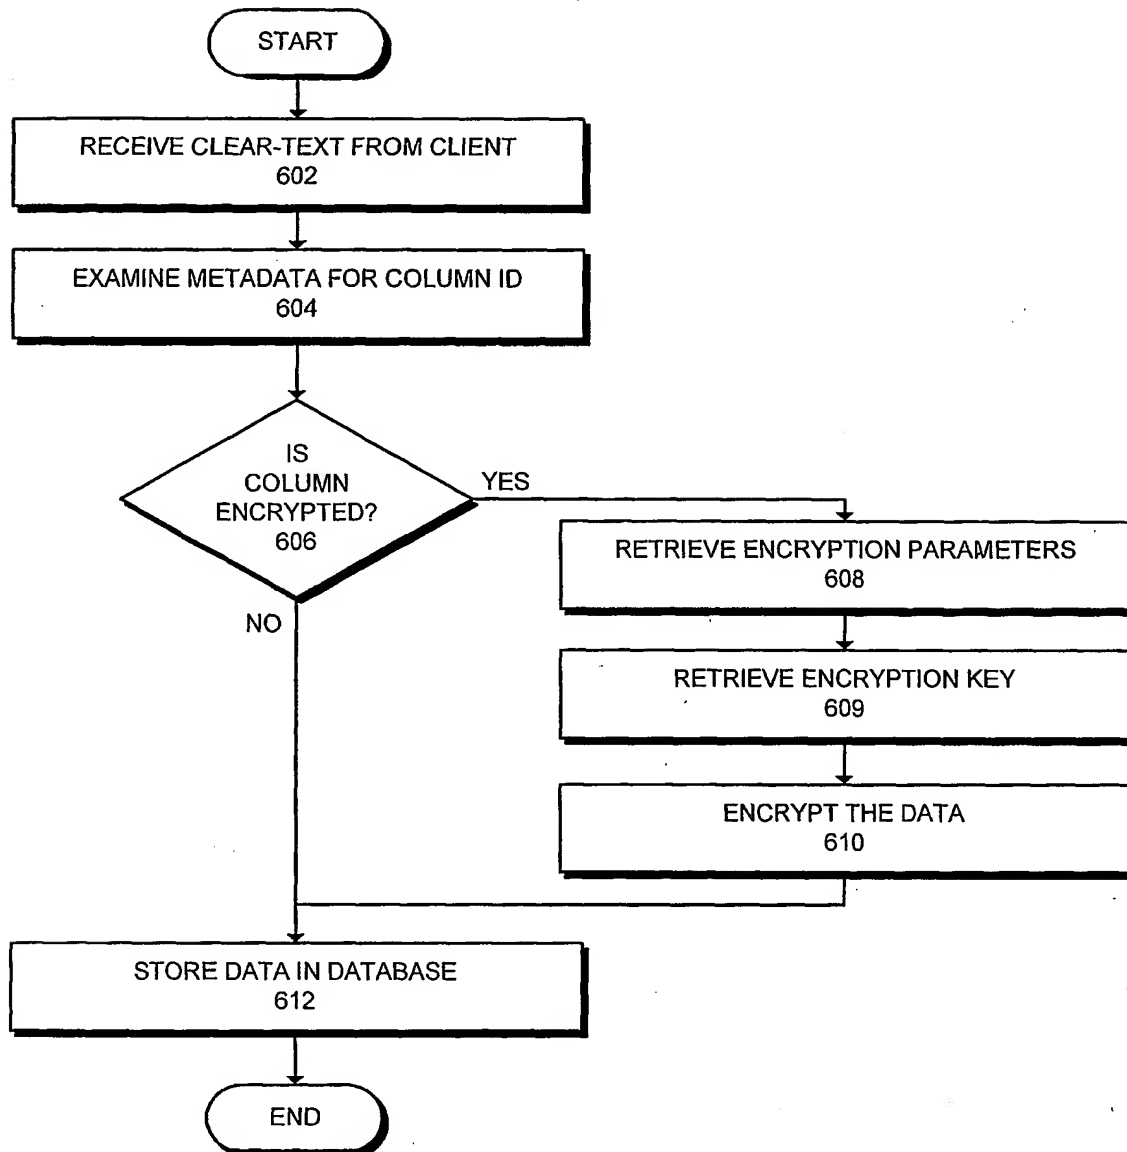 START
RECEIVE CLEAR-TEXT FROM CLIENT
602
EXAMINE METADATA FOR COLUMN ID
604
IS
COLUMN
ENCRYPTED?
606
YES
NO
RETRIEVE ENCRYPTION PARAMETERS
608
RETRIEVE ENCRYPTION KEY
609
ENCRYPT THE DATA
610
STORE DATA IN DATABASE
612
END